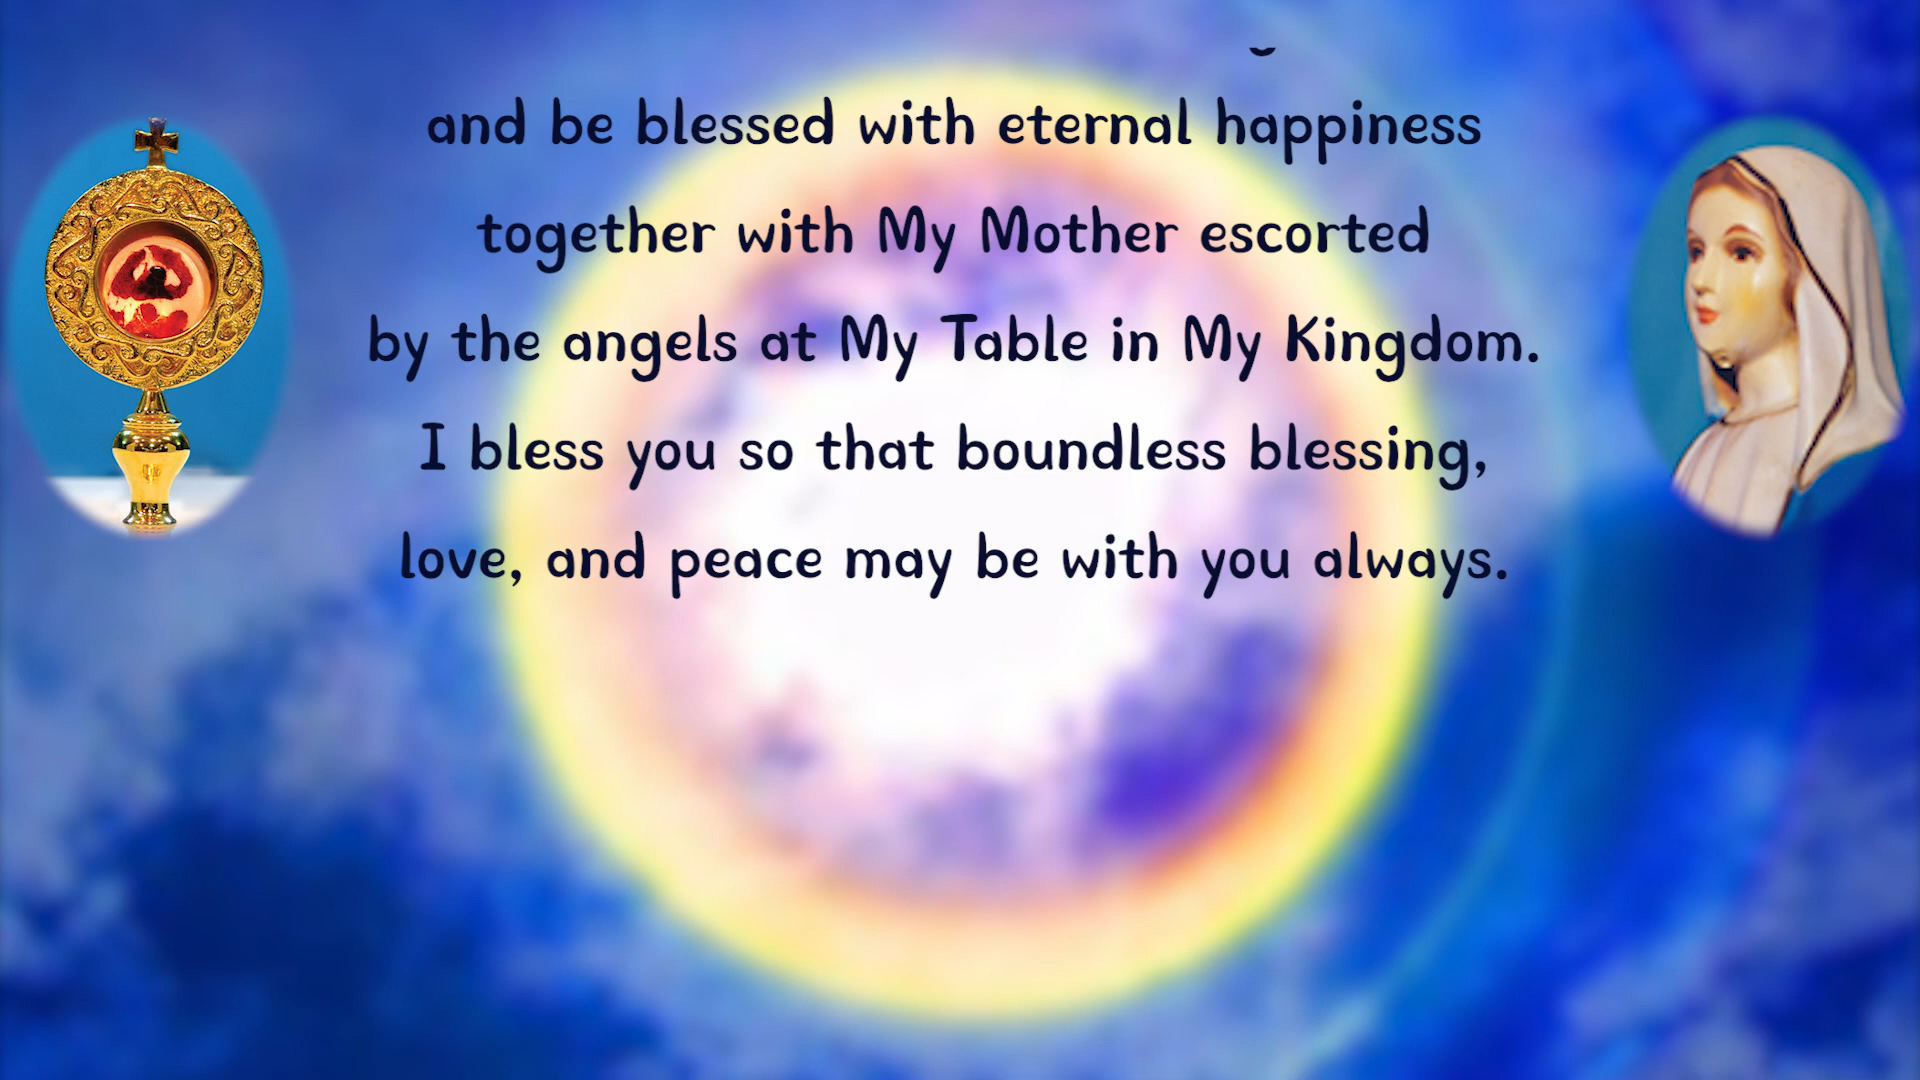 and be blessed with eternal happiness
together with My Mother escorted
by the angels at My Table in My Kingdom.
I bless you so that boundless blessing,
love, and peace may be with you always.